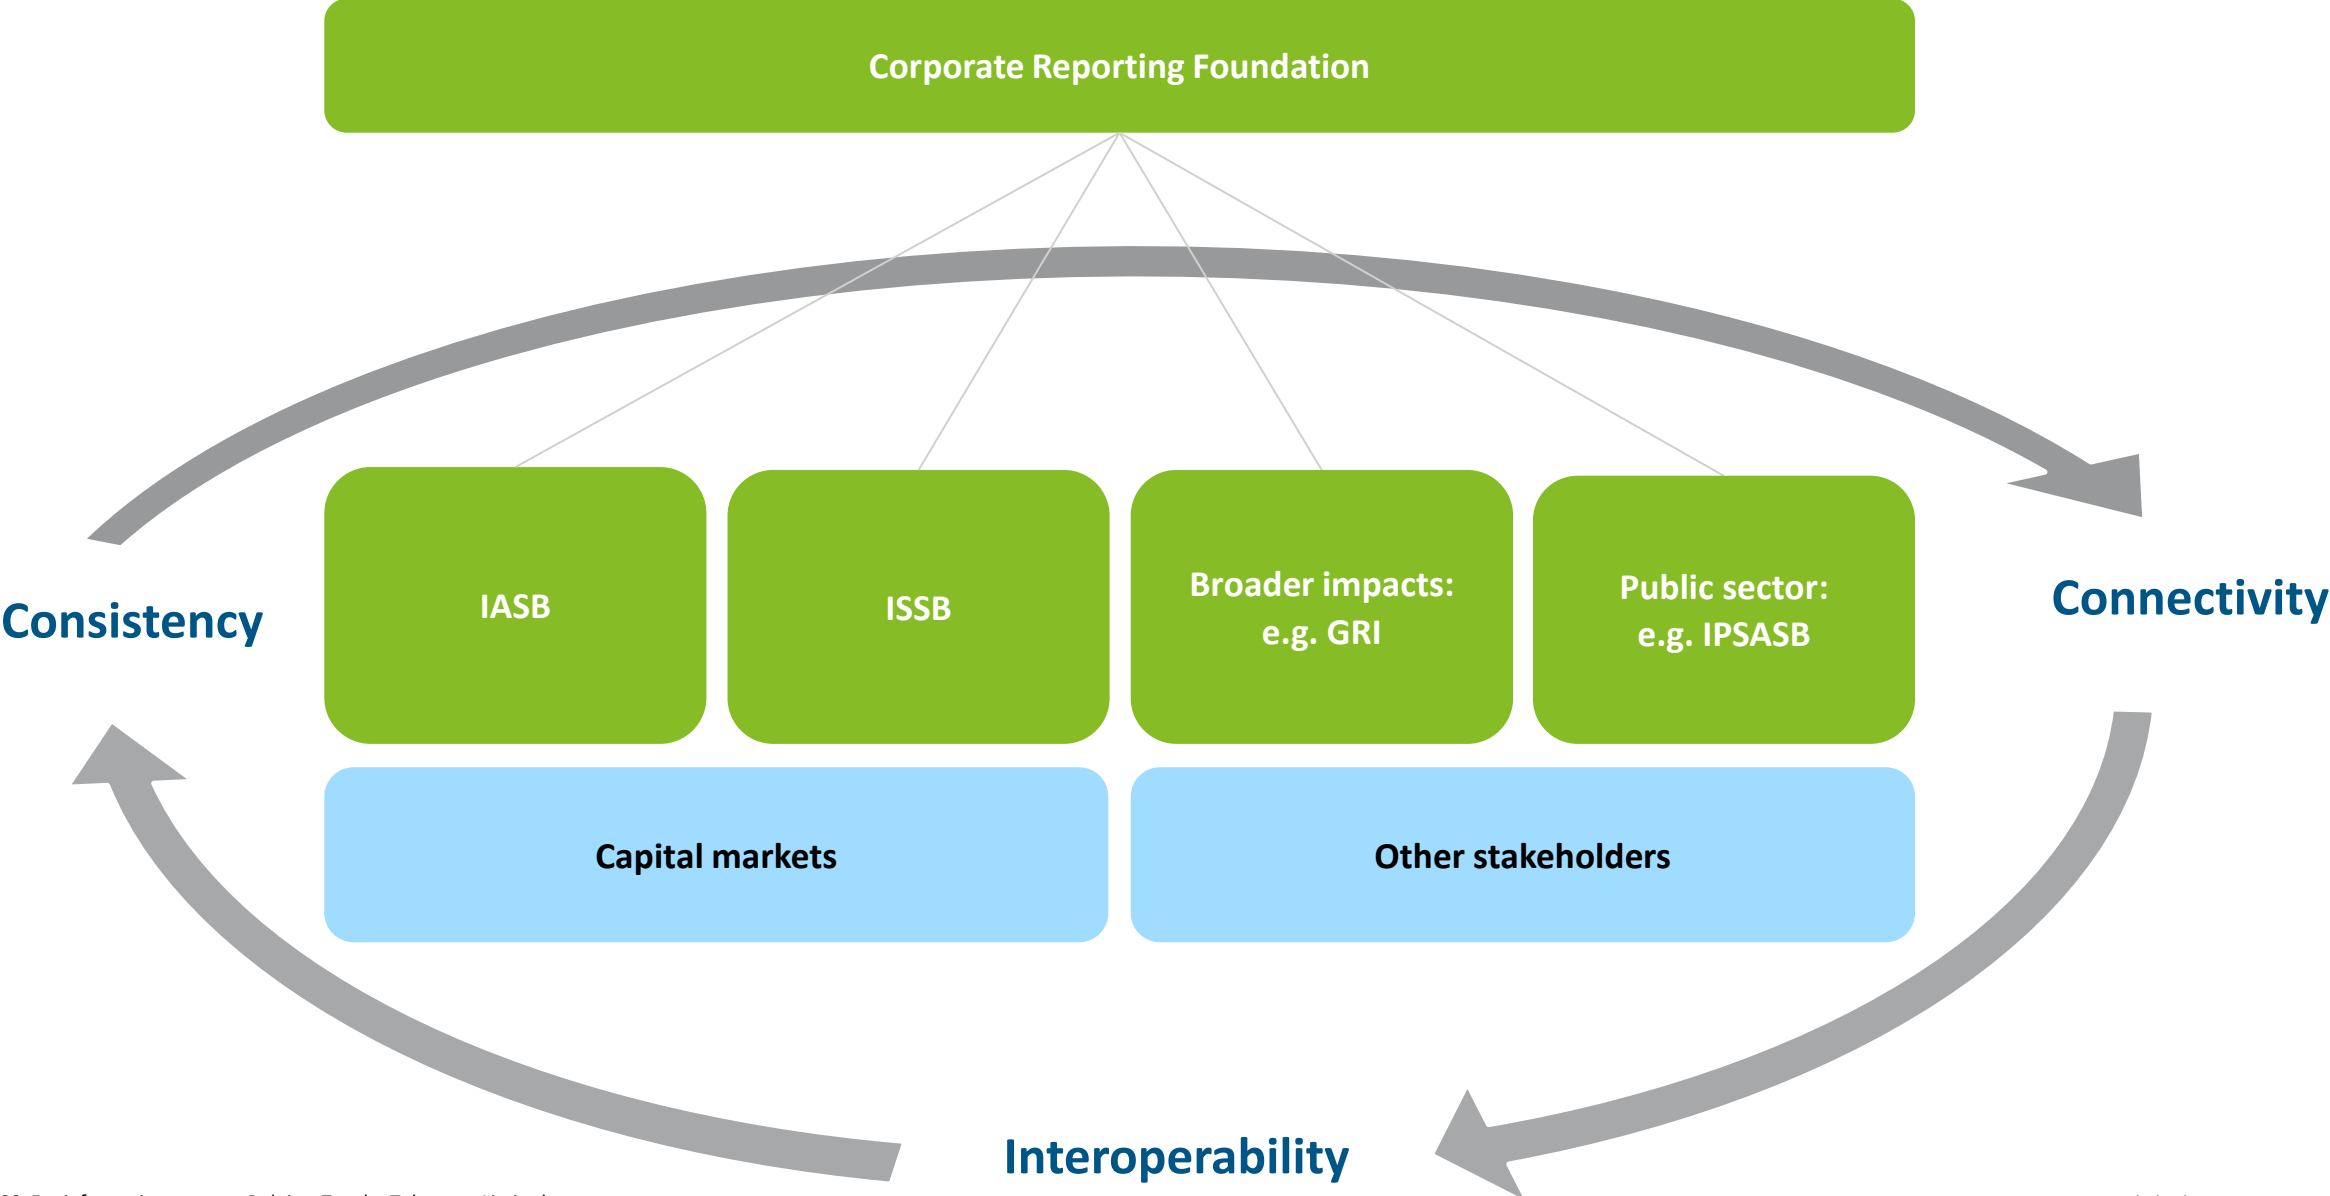 Corporate Reporting Foundation
IASB
ISSB
Broader impacts:
e.g. GRI
Public sector:
e.g. IPSASB
Consistency
Connectivity
Capital markets
Other stakeholders
Interoperability